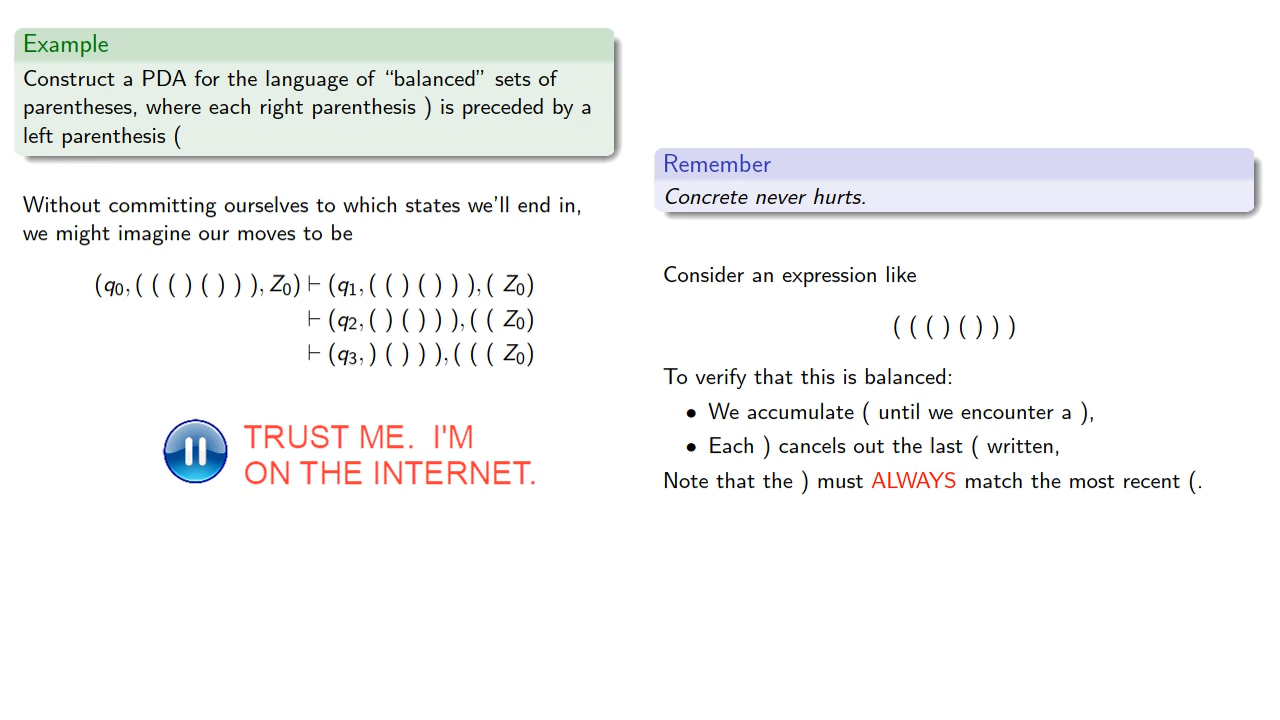 Example
Construct a PDA for the language of “balanced” sets of
parentheses, where each right parenthesis ) is preceded by a
left parenthesis (
Without committing ourselves to which states we'll end in,
we might imagine our moves to be
(q₀, ( ( ( ) ( ) ) ), Z₀) ⊢ (q₁, ( ( ) ( ) ) ), ( Z₀)
⊢ (q₂, ( ) ( ) ) ), ( ( Z₀)
⊢ (q₃, ) ( ) ) ), ( ( ( Z₀)
TRUST ME. I'M
ON THE INTERNET.
Remember
Concrete never hurts.
Consider an expression like
( ( ( ) ( ) ) )
To verify that this is balanced:
• We accumulate ( until we encounter a ),
• Each ) cancels out the last ( written,
Note that the ) must ALWAYS match the most recent (.